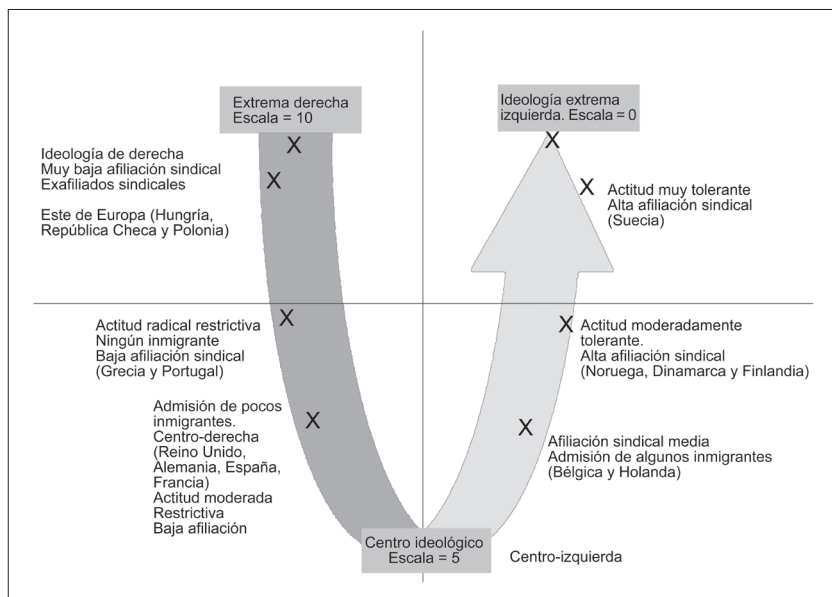 Extrema derecha
Escala = 10
Ideología extrema
izquierda. Escala = 0
X
X
X
X
Ideología de derecha
Muy baja afiliación sindical
Exafiliados sindicales
Este de Europa (Hungría,
República Checa y Polonia)
Actitud muy tolerante
Alta afiliación sindical
(Suecia)
X
X
Actitud radical restrictiva
Ningún inmigrante
Baja afiliación sindical
(Grecia y Portugal)
Actitud moderadamente
tolerante.
Alta afiliación sindical
(Noruega, Dinamarca y Finlandia)
X
X
Admisión de pocos
inmigrantes.
Centro-derecha
(Reino Unido,
Alemania, España,
Francia)
Actitud moderada
Restrictiva
Baja afiliación
Afiliación sindical media
Admisión de algunos inmigrantes
(Bélgica y Holanda)
Centro ideológico
Escala = 5
Centro-izquierda